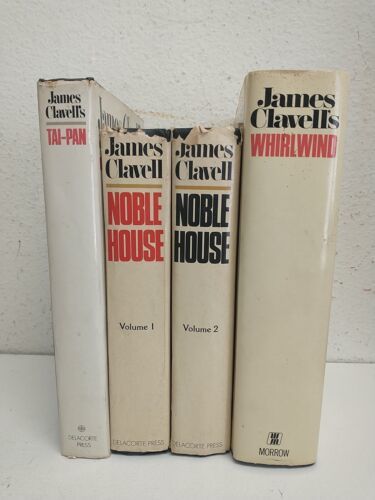 James
Clavell's
TAI-PAN
DELACORTE
PRESS
James
Clavell
NOBLE
HOUSE
Volume 1
DELACORTE PRESS
James
Clavell
NOBLE
HOUSE
Volume 2
DELACORTE PRESS
James
Clavell's
WHIRLWIND
MORROW